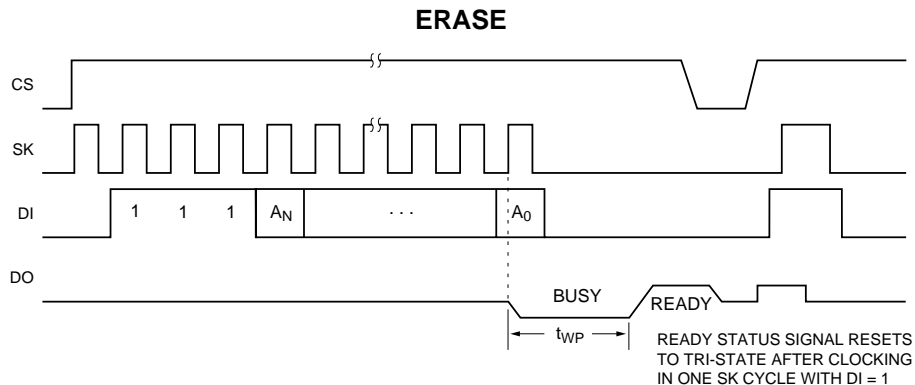 ERASE
CS
SK
DI
1 1 1 A_N . . . A_0
DO
BUSY
READY
t_WP
READY STATUS SIGNAL RESETS
TO TRI-STATE AFTER CLOCKING
IN ONE SK CYCLE WITH DI = 1